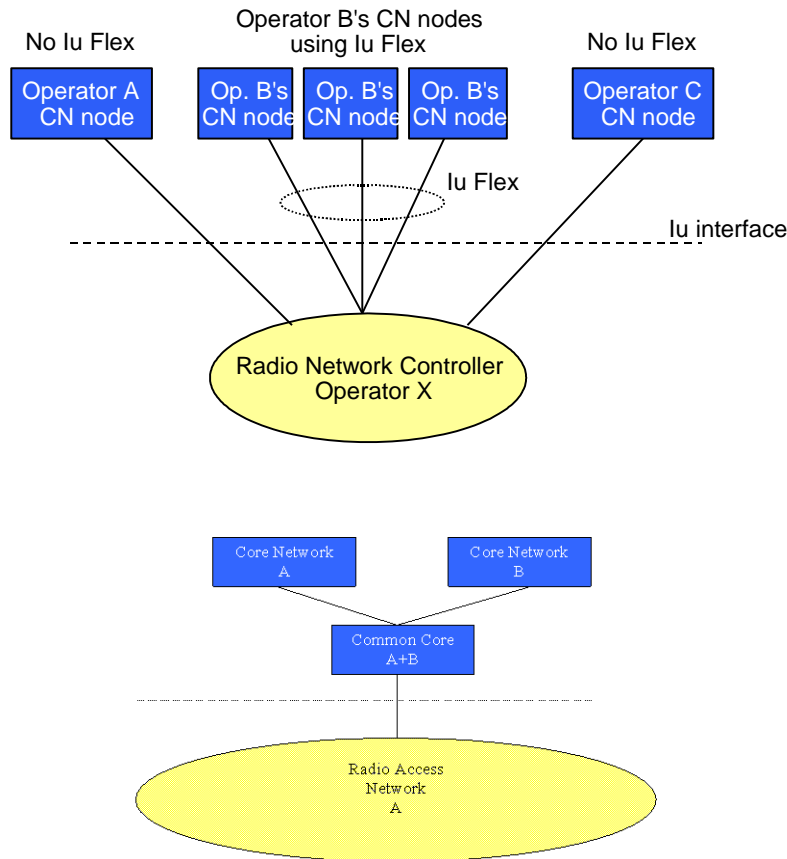 Operator B's CN nodes
using Iu Flex
No Iu Flex
No Iu Flex
Operator A
CN node
Op. B's
CN node
Op. B's
CN node
Op. B's
CN node
Operator C
CN node
Iu Flex
Iu interface
Radio Network Controller
Operator X
Core Network
A
Core Network
B
Common Core
A+B
Radio Access
Network
A